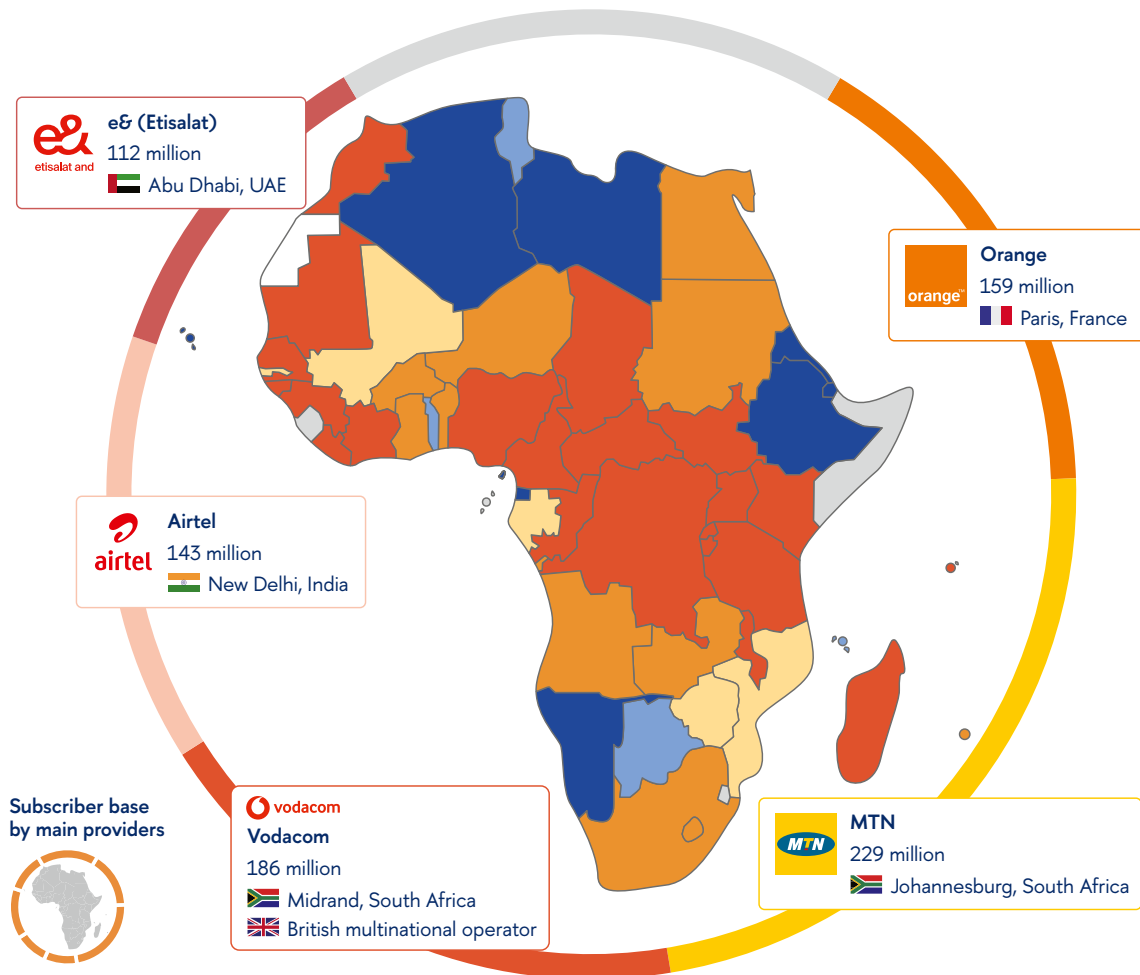 e&
etisalat and
e& (Etisalat)
112 million
Abu Dhabi, UAE
orange™
Orange
159 million
Paris, France
airtel
Airtel
143 million
New Delhi, India
Subscriber base
by main providers
vodacom
Vodacom
186 million
Midrand, South Africa
British multinational operator
MTN
MTN
229 million
Johannesburg, South Africa